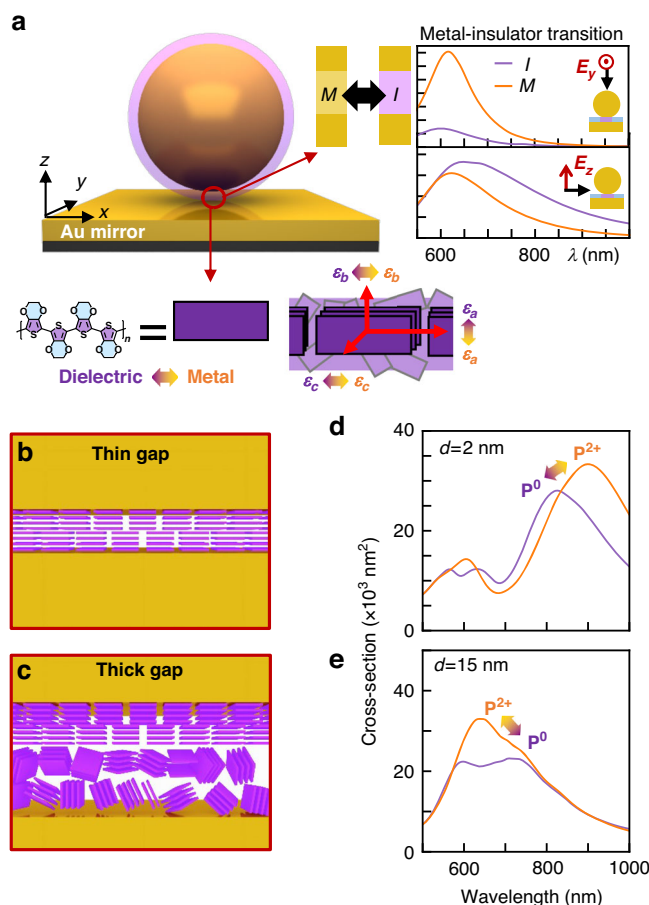 a
Metal-insulator transition
M
I
I
M
E_y
E_z
z
y
x
Au mirror
600
800
λ (nm)
S
S
S
S
O
O
O
O
O
O
O
O
n
=
Dielectric
Metal
ε_b
ε_b
ε_a
ε_a
ε_c
ε_c
b
Thin gap
c
Thick gap
d
d=2 nm
P^0
P^2+
40
20
0
Cross-section (×10^3 nm^2)
e
d=15 nm
P^2+
P^0
40
20
0
600
800
1000
Wavelength (nm)